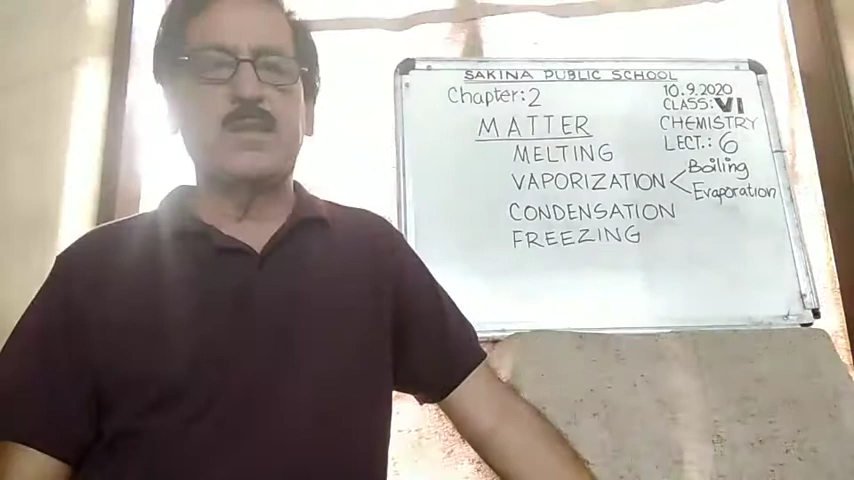 SAKINA PUBLIC SCHOOL
Chapter: 2
10.9.2020
CLASS VI
MATTER
CHEMISTRY
LECT.: 6
MELTING
VAPORIZATION < Boiling
Evaporation
CONDENSATION
FREEZING